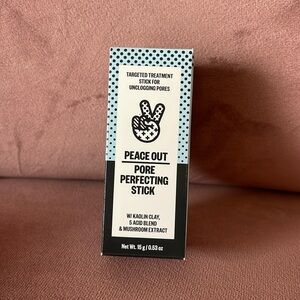 TARGETED TREATMENT
STICK FOR
UNCLOGGING PORES
PEACE OUT
PORE
PERFECTING
STICK
W/ KAOLIN CLAY,
5 ACID BLEND
& MUSHROOM EXTRACT
Net Wt. 15 g / 0.53 oz